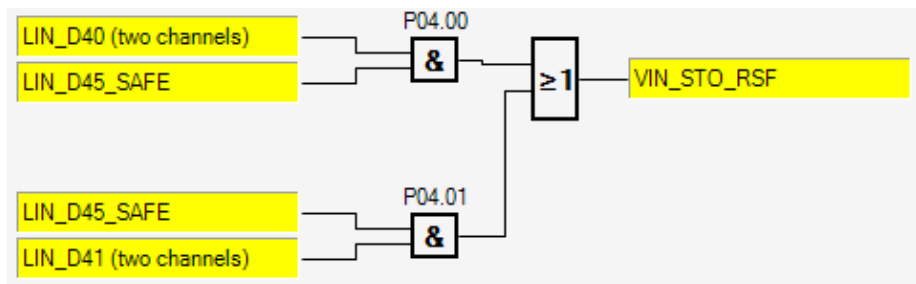 P04.00
LIN_D40 (two channels)
&
LIN_D45_SAFE
≥1
VIN_STO_RSF
P04.01
LIN_D45_SAFE
&
LIN_D41 (two channels)